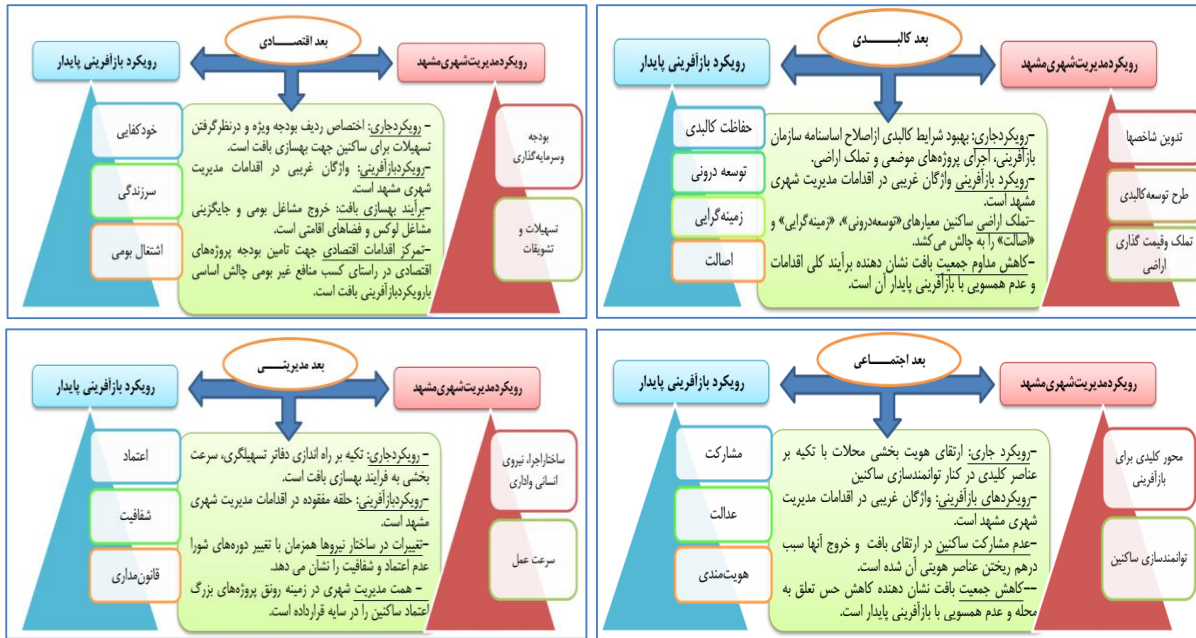 بعد کالبـــــــدی
رویکردمدیریت‌شهری‌مشهد
رویکرد بازآفرینی پایدار
تدوین شاخصها
طرح توسعه‌کالبدی
تملک وقیمت گذاری
اراضی
-رویکردجاری: بهبود شرایط کالبدی ازاصلاح اساسنامه سازمان
بازآفرینی، اجرای پروژه‌های موضعی و تملک اراضی.
-رویکرد بازآفرینی واژگان غریبی در اقدامات مدیریت شهری
مشهد است.
-تملک اراضی ساکنین معیارهای«توسعه‌درونی»، «زمینه‌گرایی» و
«اصالت» را به چالش می‌کشد.
-کاهش مداوم جمعیت بافت نشان دهنده برآیند کلی اقدامات
و عدم همسویی با بازآفرینی پایدار آن است.
حفاظت کالبدی
توسعه درونی
زمینه‌گرایی
اصالت
بعد اقتصـــــادی
رویکردمدیریت‌شهری‌مشهد
رویکرد بازآفرینی پایدار
بودجه
وسرمایه‌گذاری
تسهیلات و
تشویقات
- رویکردجاری: اختصاص ردیف بودجه ویژه و درنظرگرفتن
تسهیلات برای ساکنین جهت بهسازی بافت است.
-رویکردبازآفرینی: واژگان غریبی در اقدامات مدیریت
شهری مشهد است.
-برآیند بهسازی بافت: خروج مشاغل بومی و جایگزینی
مشاغل لوکس و فضاهای اقامتی است.
-تمرکز اقدامات اقتصادی جهت تامین بودجه پروژه‌های
اقتصادی در راستای کسب منافع غیر بومی چالش اساسی
بارویکردبازآفرینی بافت است.
خودکفایی
سرزندگی
اشتغال بومی
بعد اجتمـــاعی
رویکردمدیریت‌شهری‌مشهد
رویکرد بازآفرینی پایدار
محور کلیدی برای
بازآفرینی
توانمندسازی ساکنین
-رویکرد جاری: ارتقای هویت بخشی محلات با تکیه بر
عناصر کلیدی در کنار توانمندسازی ساکنین
-رویکردهای بازآفرینی: واژگان غریبی در اقدامات مدیریت
شهری مشهد است.
-عدم مشارکت ساکنین در ارتقای بافت و خروج آنها سبب
درهم ریختن عناصر هویتی آن شده است.
--کاهش جمعیت بافت نشان دهنده کاهش حس تعلق به
محله و عدم همسویی با بازآفرینی پایدار است.
مشارکت
عدالت
هویت‌مندی
بعد مدیریتـــــی
رویکردمدیریت‌شهری‌مشهد
رویکرد بازآفرینی پایدار
ساختاراجرا، نیروی
انسانی واداری
سرعت عمل
-رویکردجاری: تکیه بر راه اندازی دفاتر تسهیلگری، سرعت
بخشی به فرایند بهسازی بافت است.
-رویکردبازآفرینی: حلقه مفقوده در اقدامات مدیریت شهری
مشهد است.
-تغییرات در ساختار نیروها همزمان با تغییر دوره‌های شورا
عدم اعتماد و شفافیت را نشان می دهد.
- همت مدیریت شهری در زمینه رونق پروژه‌های بزرگ
اعتماد ساکنین را در سایه قرارداده است.
اعتماد
شفافیت
قانون‌مداری